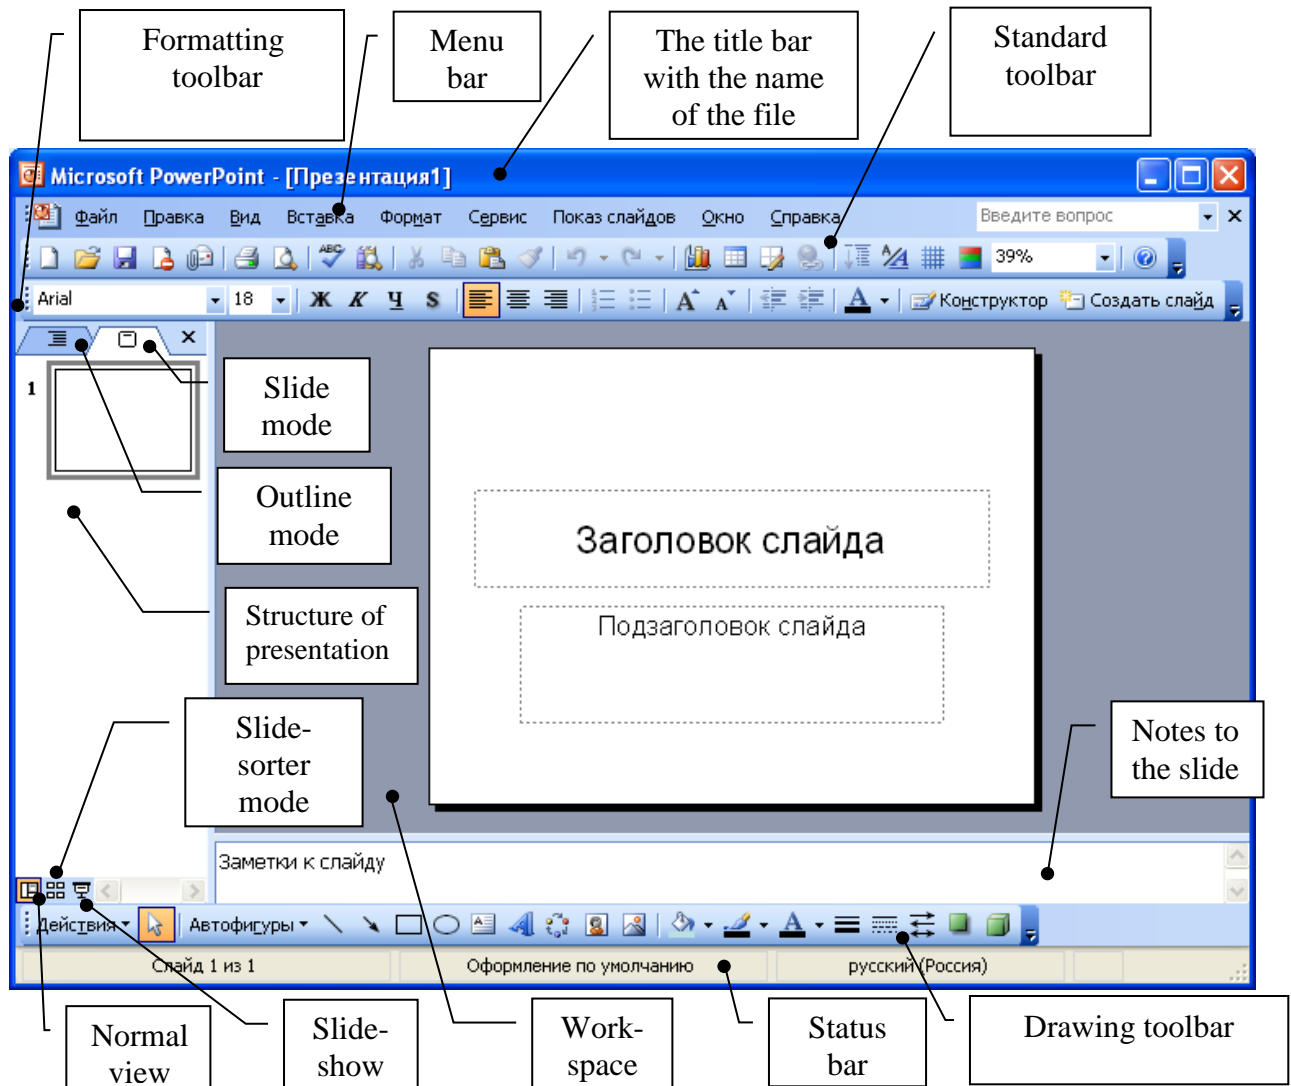 Formatting
toolbar
Menu
bar
The title bar
with the name
of the file
Standard
toolbar
Microsoft PowerPoint - [Презентация1]
Файл Правка Вид Вставка Формат Сервис Показ слайдов Окно Справка Введите вопрос
39%
Arial 18 Ж К Ч S Конструктор Создать слайд
1
Slide
mode
Outline
mode
Structure of
presentation
Slide-
sorter
mode
Заголовок слайда
Подзаголовок слайда
Notes to
the slide
Заметки к слайду
Действия Автофигуры
Слайд 1 из 1 Оформление по умолчанию русский (Россия)
Normal
view
Slide-
show
Work-
space
Status
bar
Drawing toolbar